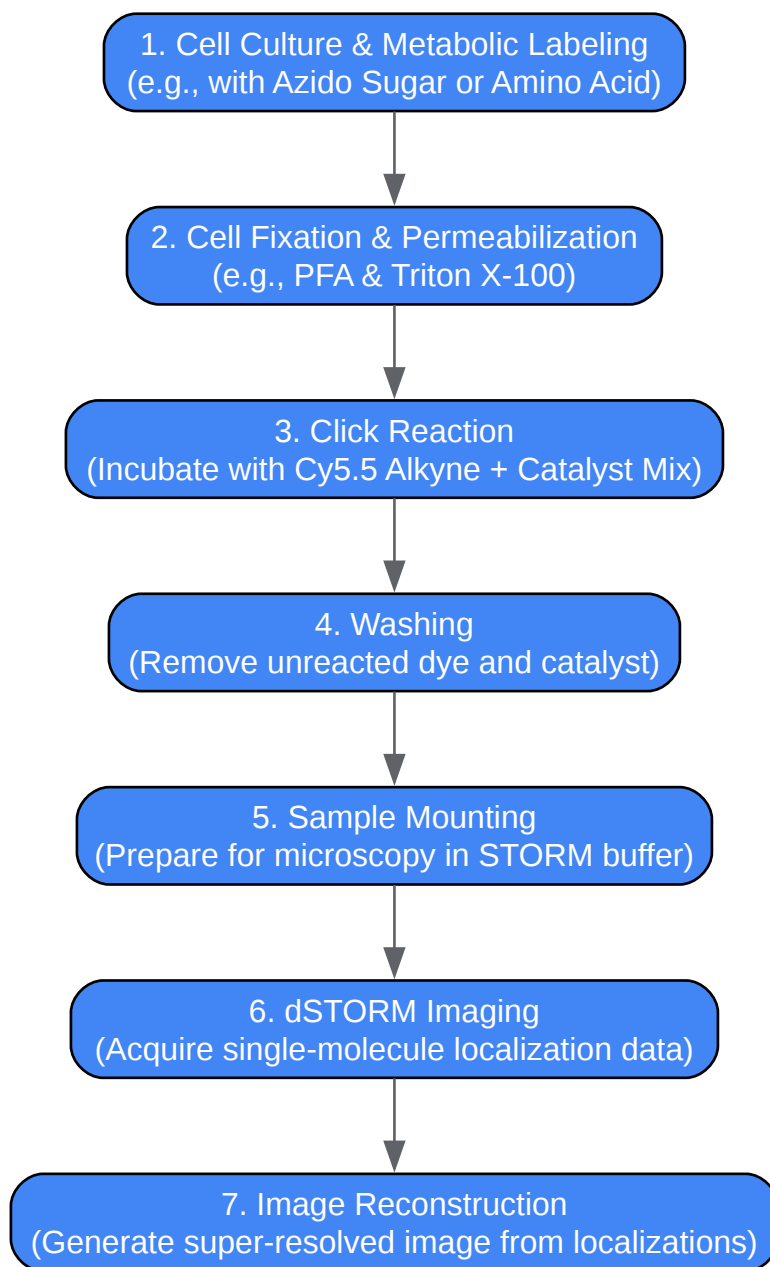 1. Cell Culture & Metabolic Labeling
(e.g., with Azido Sugar or Amino Acid)
2. Cell Fixation & Permeabilization
(e.g., PFA & Triton X-100)
3. Click Reaction
(Incubate with Cy5.5 Alkyne + Catalyst Mix)
4. Washing
(Remove unreacted dye and catalyst)
5. Sample Mounting
(Prepare for microscopy in STORM buffer)
6. dSTORM Imaging
(Acquire single-molecule localization data)
7. Image Reconstruction
(Generate super-resolved image from localizations)